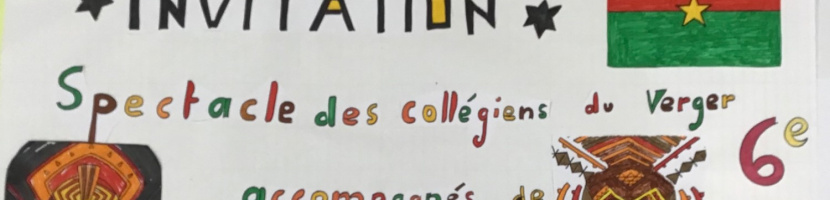 INVITATION
Spectacle des collégiens du Verger
6e
accompagnés de